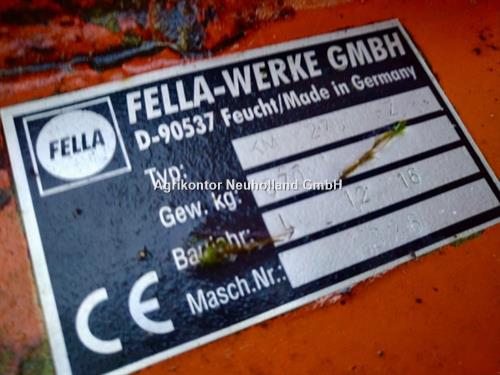 FELLA-WERKE GMBH
D-90537 Feucht/Made in Germany
FELLA
Typ: KM
Agrikontor Neuholland GmbH
Gew. kg:
Baujahr:
Masch.Nr.:
CE